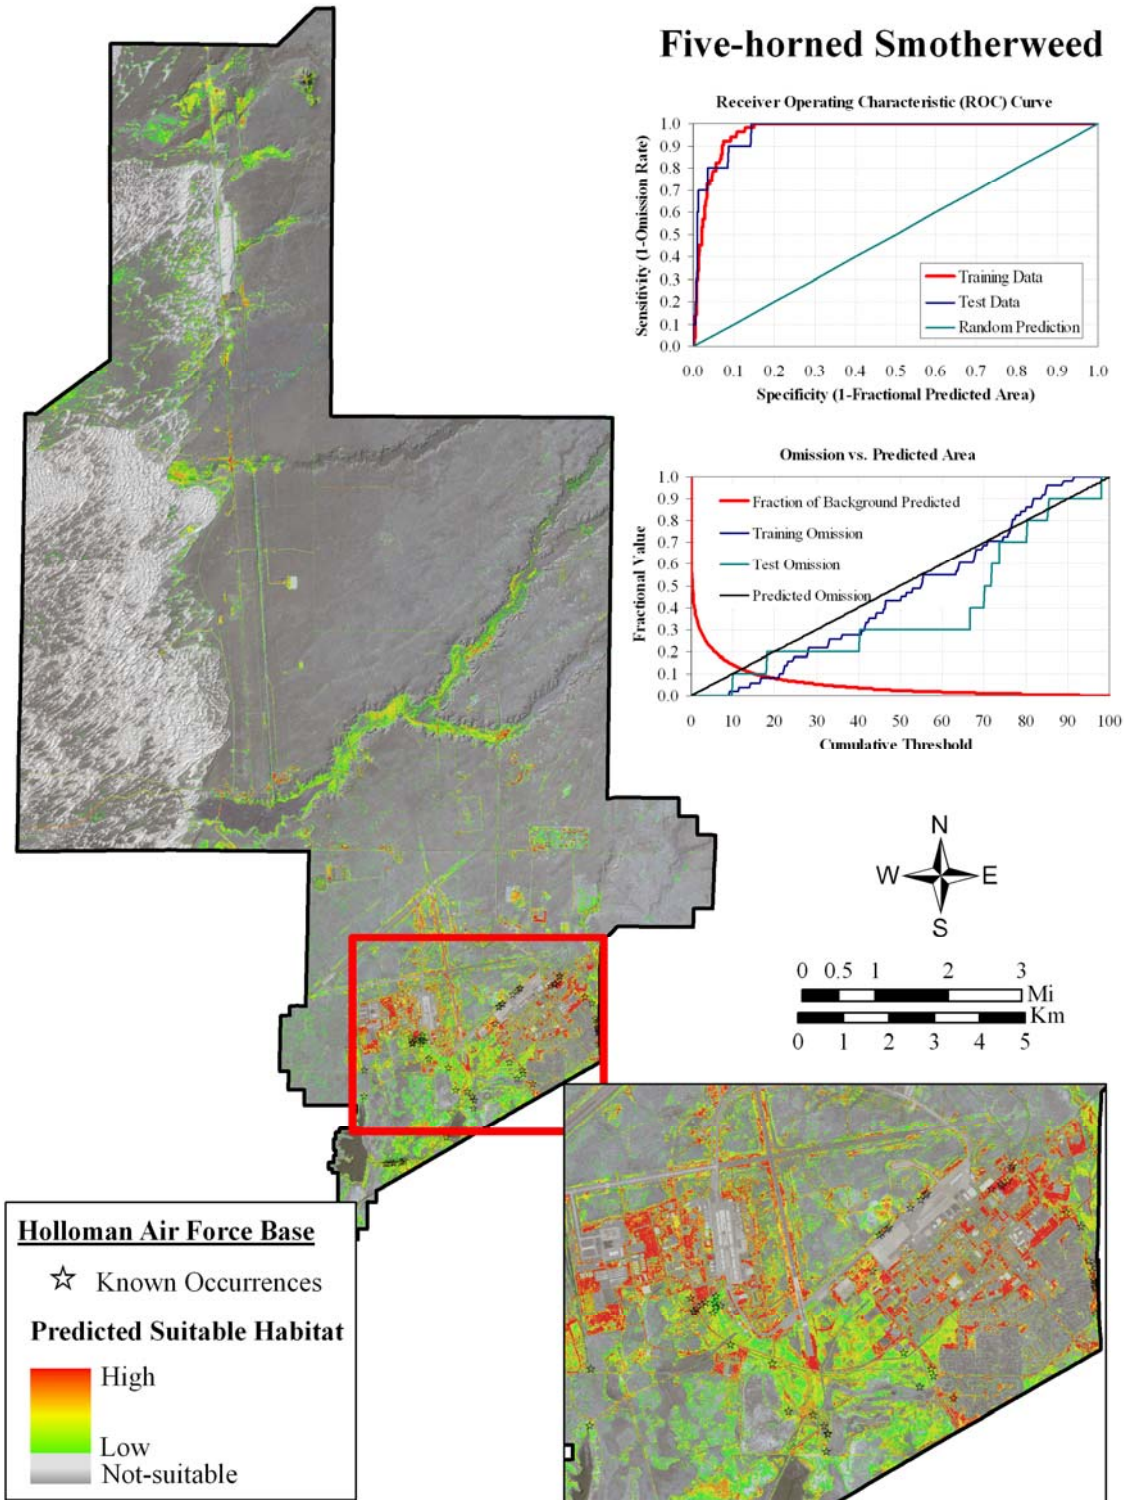 Five-horned Smotherweed
Receiver Operating Characteristic (ROC) Curve
Sensitivity (1-Omission Rate)
1.0
0.9
0.8
0.7
0.6
0.5
0.4
0.3
0.2
0.1
0.0
Training Data
Test Data
Random Prediction
0.0 0.1 0.2 0.3 0.4 0.5 0.6 0.7 0.8 0.9 1.0
Specificity (1-Fractional Predicted Area)
Omission vs. Predicted Area
Fractional Value
1.0
0.9
0.8
0.7
0.6
0.5
0.4
0.3
0.2
0.1
0.0
Fraction of Background Predicted
Training Omission
Test Omission
Predicted Omission
0 10 20 30 40 50 60 70 80 90 100
Cumulative Threshold
N
W E
S
0 0.5 1 2 3
Mi
Km
0 1 2 3 4 5
Holloman Air Force Base
Known Occurrences
Predicted Suitable Habitat
High
Low
Not-suitable